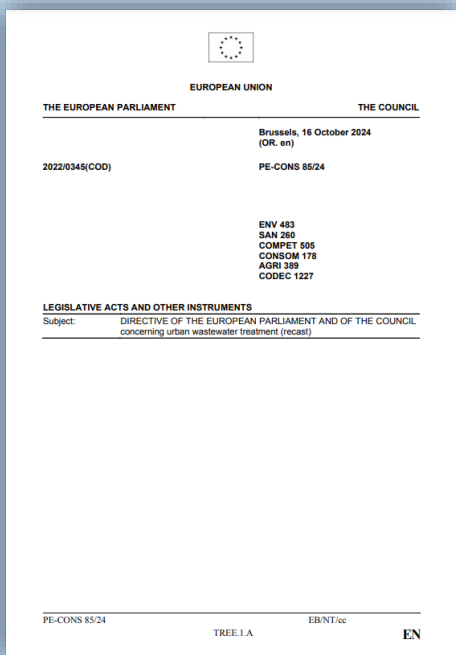 EUROPEAN UNION
THE EUROPEAN PARLIAMENT THE COUNCIL
Brussels, 16 October 2024
(OR. en)
2022/0345(COD) PE-CONS 85/24
ENV 483
SAN 260
COMPET 505
CONSOM 178
AGRI 389
CODEC 1227
LEGISLATIVE ACTS AND OTHER INSTRUMENTS
Subject: DIRECTIVE OF THE EUROPEAN PARLIAMENT AND OF THE COUNCIL
concerning urban wastewater treatment (recast)
PE-CONS 85/24 EB/NT/cc
TREE.1.A EN